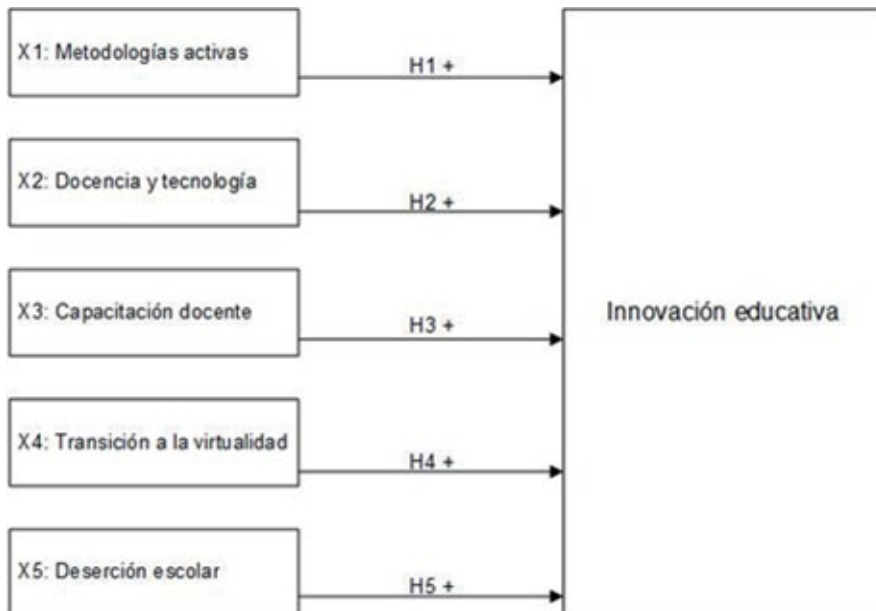 X1: Metodologías activas
H1 +
X2: Docencia y tecnología
H2 +
X3: Capacitación docente
H3 +
Innovación educativa
X4: Transición a la virtualidad
H4 +
X5: Deserción escolar
H5 +